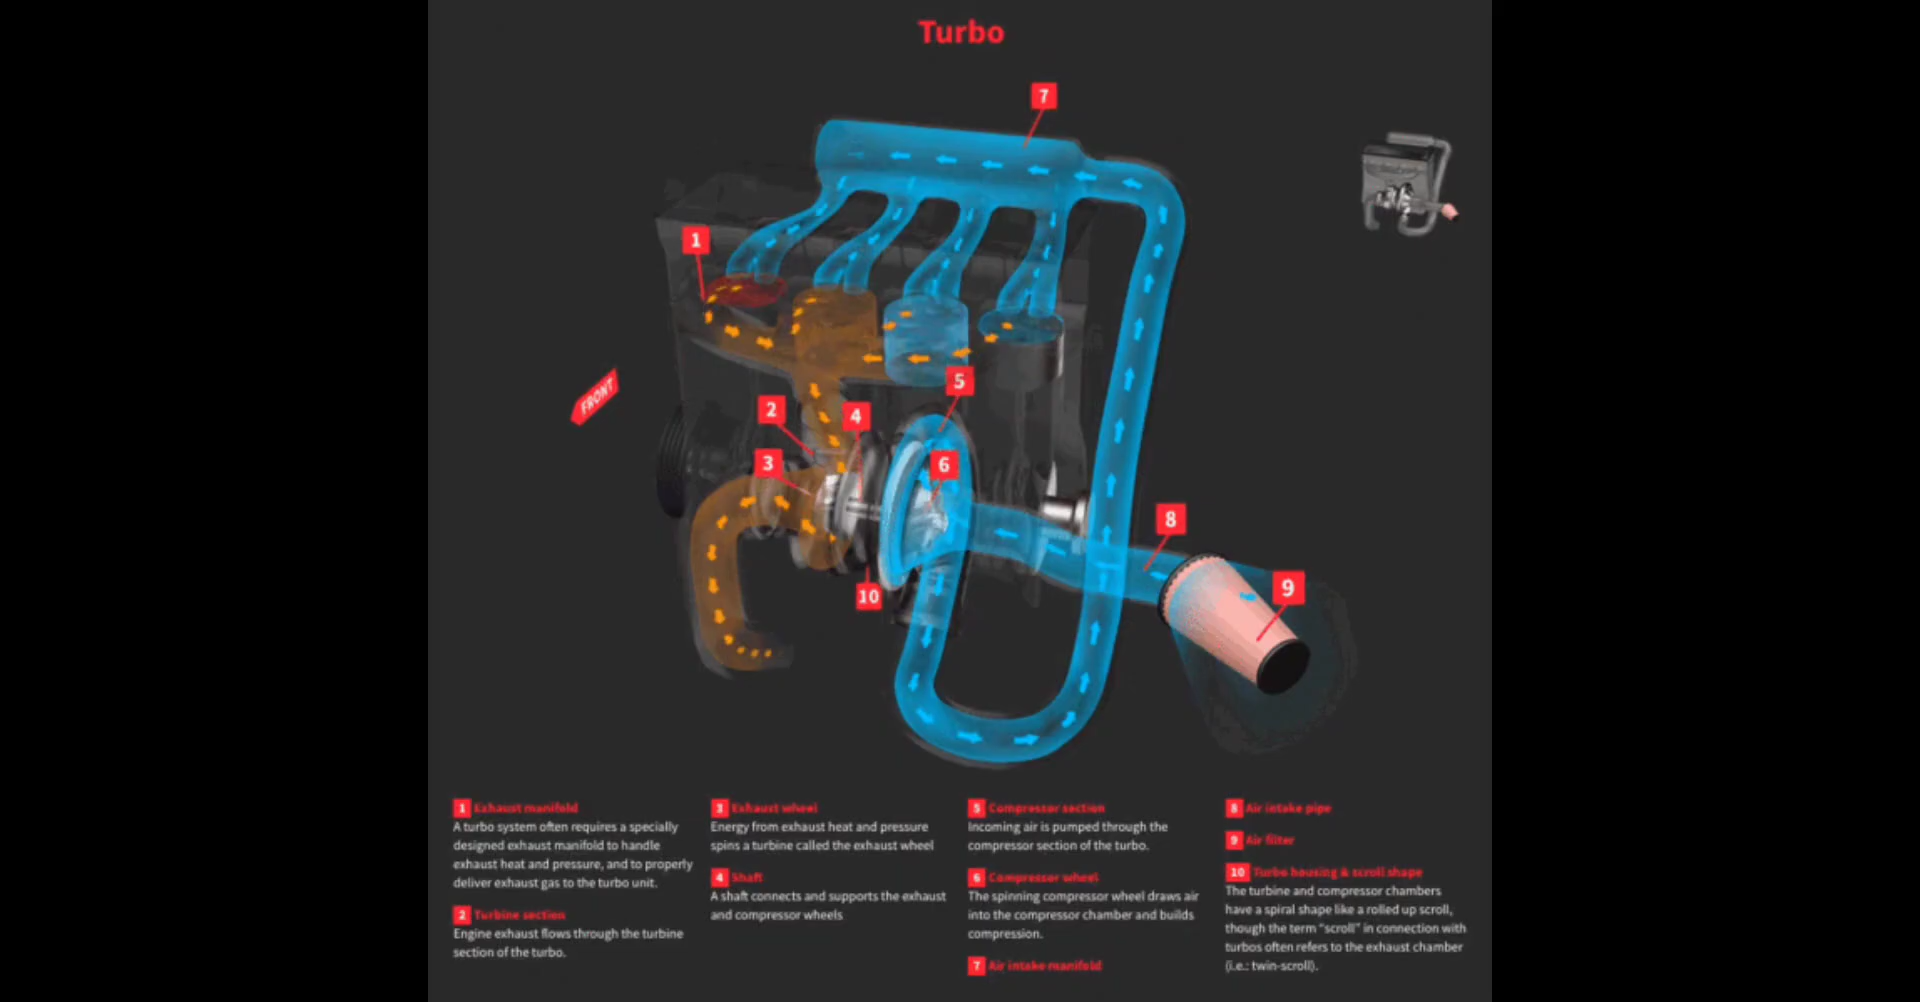 Turbo
7
1
FRONT
5
2
4
3
6
8
9
10
1 Exhaust manifold
A turbo system often requires a specially
designed exhaust manifold to handle
exhaust heat and pressure, and to properly
deliver exhaust gas to the turbo unit.
2 Turbine section
Engine exhaust flows through the turbine
section of the turbo.
3 Exhaust wheel
Energy from exhaust heat and pressure
spins a turbine called the exhaust wheel
4 Shaft
A shaft connects and supports the exhaust
and compressor wheels
5 Compressor section
Incoming air is pumped through the
compressor section of the turbo.
6 Compressor wheel
The spinning compressor wheel draws air
into the compressor chamber and builds
compression.
7 Air intake manifold
8 Air intake pipe
9 Air filter
10 Turbo housing & scroll shape
The turbine and compressor chambers
have a spiral shape like a rolled up scroll,
though the term “scroll” in connection with
turbos often refers to the exhaust chamber
(i.e.: twin-scroll).